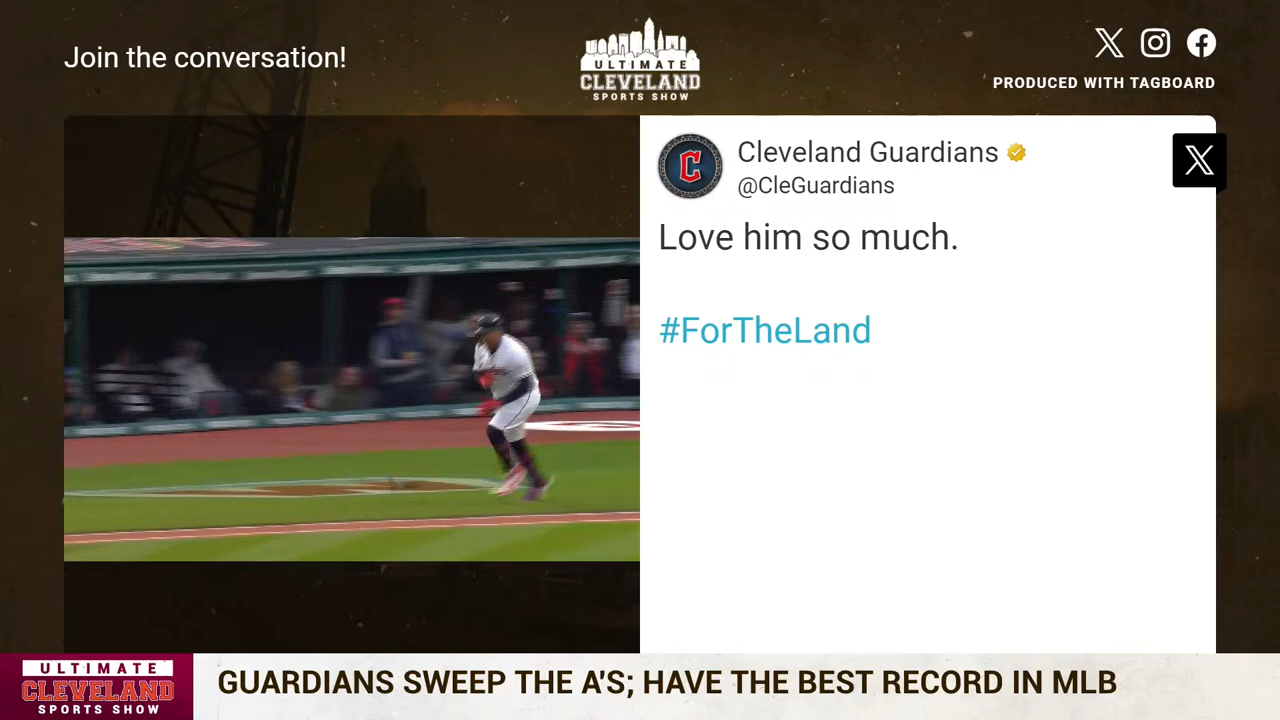 Join the conversation!
ULTIMATE
CLEVELAND
SPORTS SHOW
PRODUCED WITH TAGBOARD
C
Cleveland Guardians
@CleGuardians
X
Love him so much.
#ForTheLand
ULTIMATE
CLEVELAND
SPORTS SHOW
GUARDIANS SWEEP THE A'S; HAVE THE BEST RECORD IN MLB